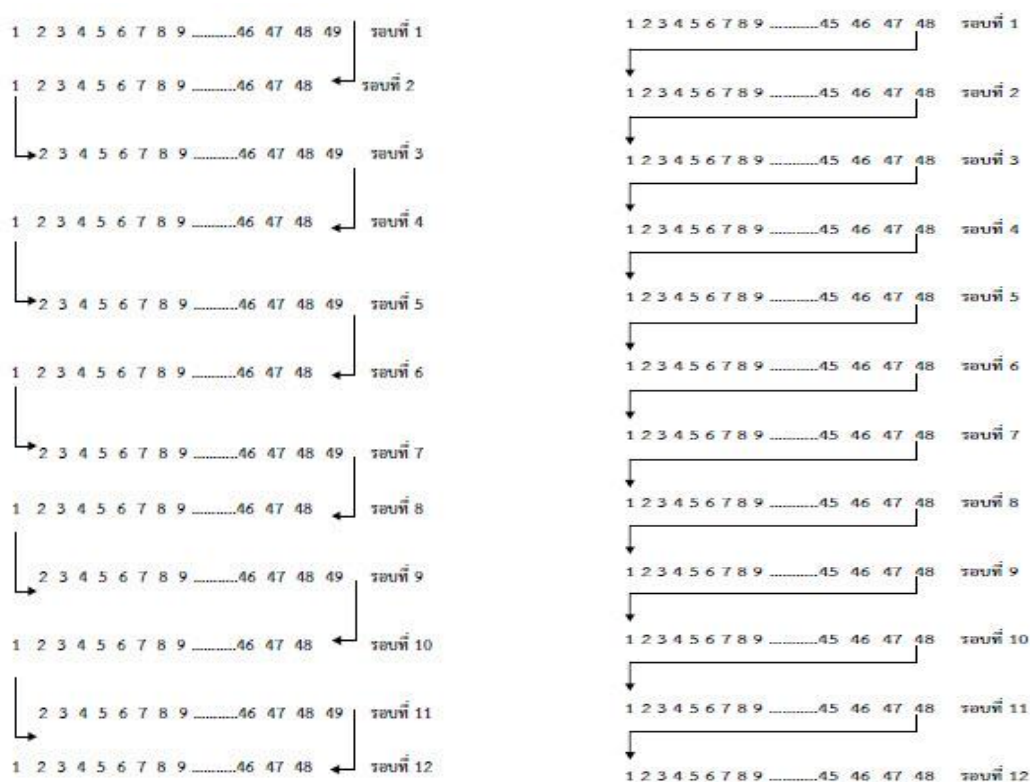 1 2 3 4 5 6 7 8 9 ...........46 47 48 49 รอบที่ 1
1 2 3 4 5 6 7 8 9 ...........46 47 48 รอบที่ 2
2 3 4 5 6 7 8 9 ...........46 47 48 49 รอบที่ 3
1 2 3 4 5 6 7 8 9 ...........46 47 48 รอบที่ 4
2 3 4 5 6 7 8 9 ...........46 47 48 49 รอบที่ 5
1 2 3 4 5 6 7 8 9 ...........46 47 48 รอบที่ 6
2 3 4 5 6 7 8 9 ...........46 47 48 49 รอบที่ 7
1 2 3 4 5 6 7 8 9 ...........46 47 48 รอบที่ 8
2 3 4 5 6 7 8 9 ...........46 47 48 49 รอบที่ 9
1 2 3 4 5 6 7 8 9 ...........46 47 48 รอบที่ 10
2 3 4 5 6 7 8 9 ...........46 47 48 49 รอบที่ 11
1 2 3 4 5 6 7 8 9 ...........46 47 48 รอบที่ 12
1 2 3 4 5 6 7 8 9 ............45 46 47 48 รอบที่ 1
1 2 3 4 5 6 7 8 9 ............45 46 47 48 รอบที่ 2
1 2 3 4 5 6 7 8 9 ............45 46 47 48 รอบที่ 3
1 2 3 4 5 6 7 8 9 ............45 46 47 48 รอบที่ 4
1 2 3 4 5 6 7 8 9 ............45 46 47 48 รอบที่ 5
1 2 3 4 5 6 7 8 9 ............45 46 47 48 รอบที่ 6
1 2 3 4 5 6 7 8 9 ............45 46 47 48 รอบที่ 7
1 2 3 4 5 6 7 8 9 ............45 46 47 48 รอบที่ 8
1 2 3 4 5 6 7 8 9 ............45 46 47 48 รอบที่ 9
1 2 3 4 5 6 7 8 9 ............45 46 47 48 รอบที่ 10
1 2 3 4 5 6 7 8 9 ............45 46 47 48 รอบที่ 11
1 2 3 4 5 6 7 8 9 ............45 46 47 48 รอบที่ 12